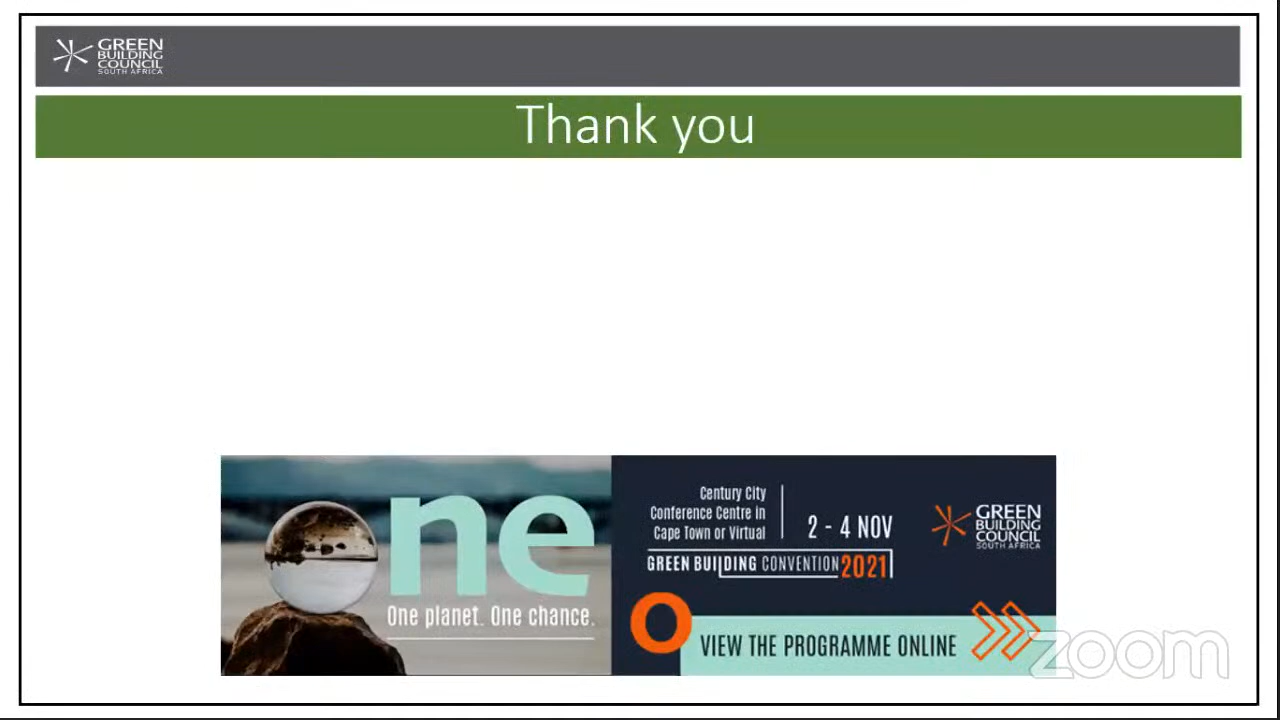 GREEN
BUILDING
COUNCIL
SOUTH AFRICA
Thank you
ne
One planet. One chance.
Century City
Conference Centre in
Cape Town or Virtual
2 - 4 NOV
GREEN BUILDING CONVENTION 2021
GREEN
BUILDING
COUNCIL
SOUTH AFRICA
VIEW THE PROGRAMME ONLINE
zoom